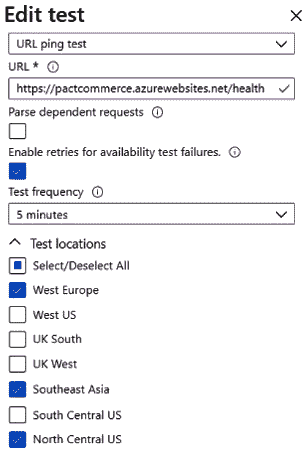 Edit test
URL ping test
URL *
https://pactcommerce.azurewebsites.net/health
Parse dependent requests
Enable retries for availability test failures.
Test frequency
5 minutes
Test locations
Select/Deselect All
West Europe
West US
UK South
UK West
Southeast Asia
South Central US
North Central US